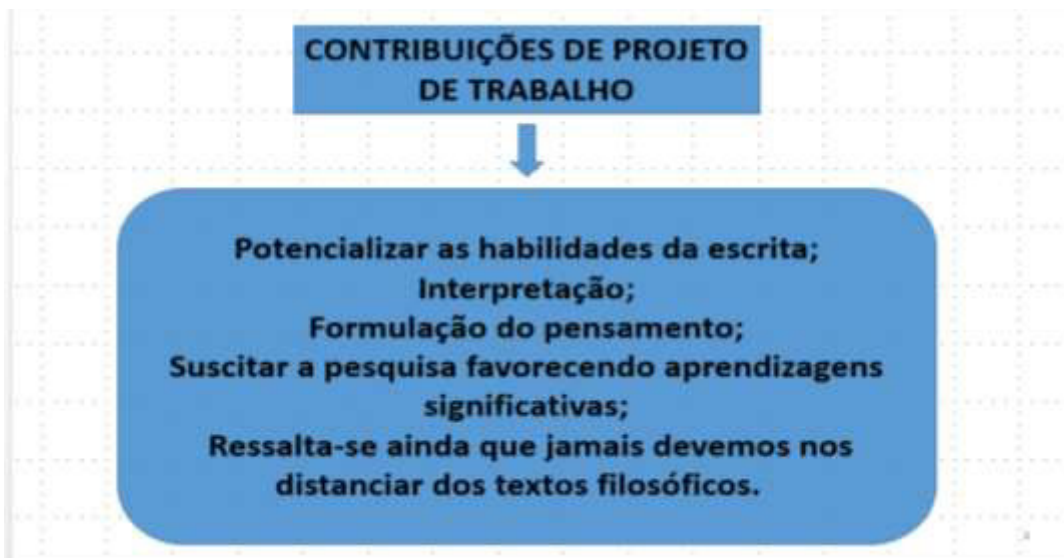 CONTRIBUIÇÕES DE PROJETO
DE TRABALHO
Potencializar as habilidades da escrita;
Interpretação;
Formulação do pensamento;
Suscitar a pesquisa favorecendo aprendizagens
significativas;
Ressalta-se ainda que jamais devemos nos
distanciar dos textos filosóficos.